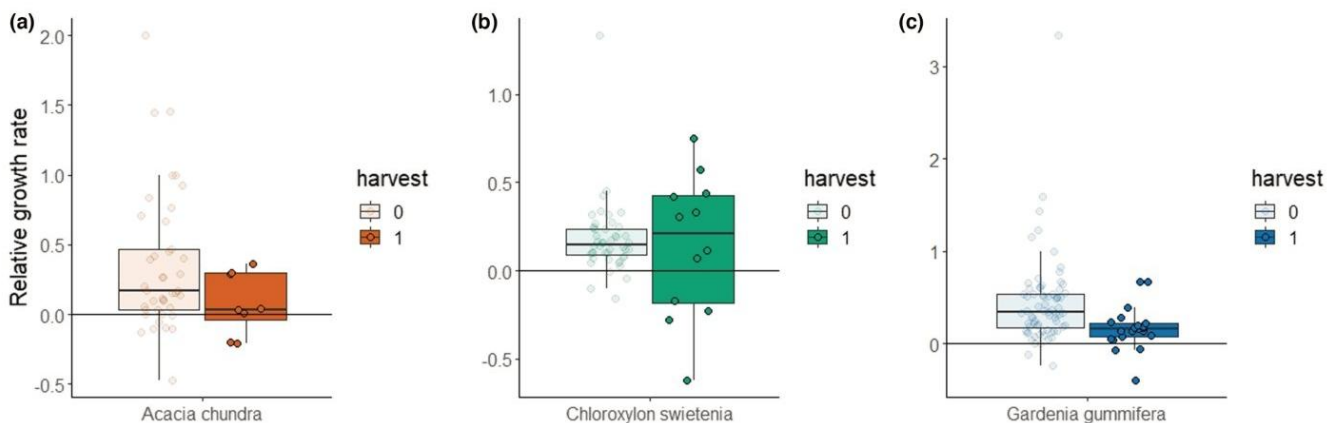 (a)
Relative growth rate
2.0
1.5
1.0
0.5
0.0
-0.5
Acacia chundra
harvest
0
1
(b)
1.0
0.5
0.0
-0.5
Chloroxylon swietenia
harvest
0
1
(c)
3
2
1
0
Gardenia gummifera
harvest
0
1